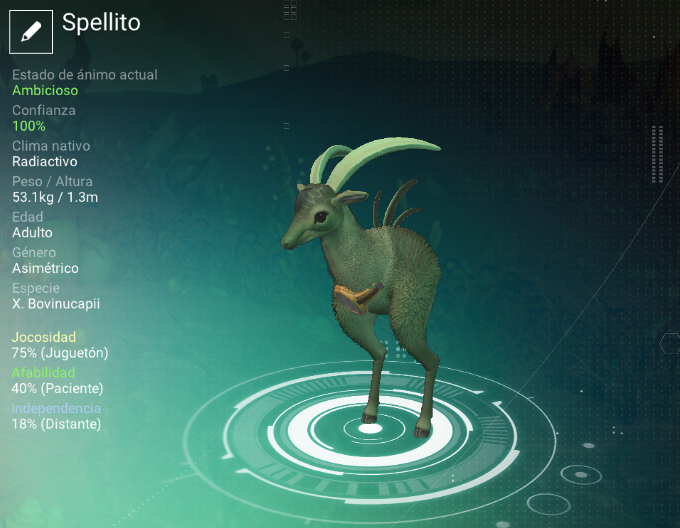 Spellito
Estado de ánimo actual
Ambicioso
Confianza
100%
Clima nativo
Radiactivo
Peso / Altura
53.1kg / 1.3m
Edad
Adulto
Género
Asimétrico
Especie
X. Bovinucapii
Jocosidad
75% (Juguetón)
Afabilidad
40% (Paciente)
Independencia
18% (Distante)